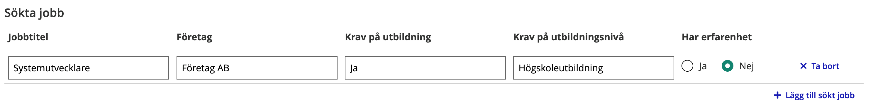 Sökta jobb
Jobbtitel Företag Krav på utbildning Krav på utbildningsnivå Har erfarenhet
Systemutvecklare Företag AB Ja Högskoleutbildning Ja Nej × Ta bort
+ Lägg till sökt jobb